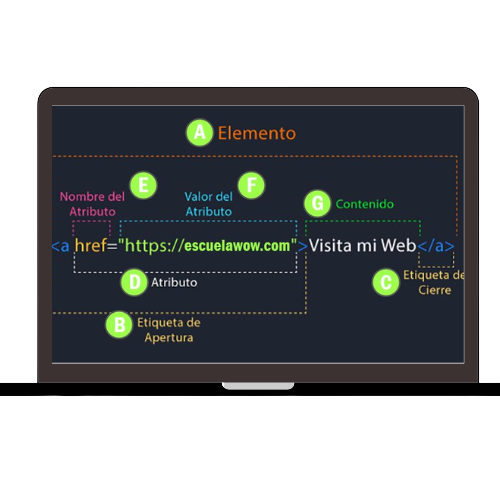 A Elemento
E F
Nombre del
Atributo
Valor del
Atributo
G Contenido
<a href="https://escuelawow.com">Visita mi Web</a>
D Atributo
C Etiqueta de
Cierre
B Etiqueta de
Apertura